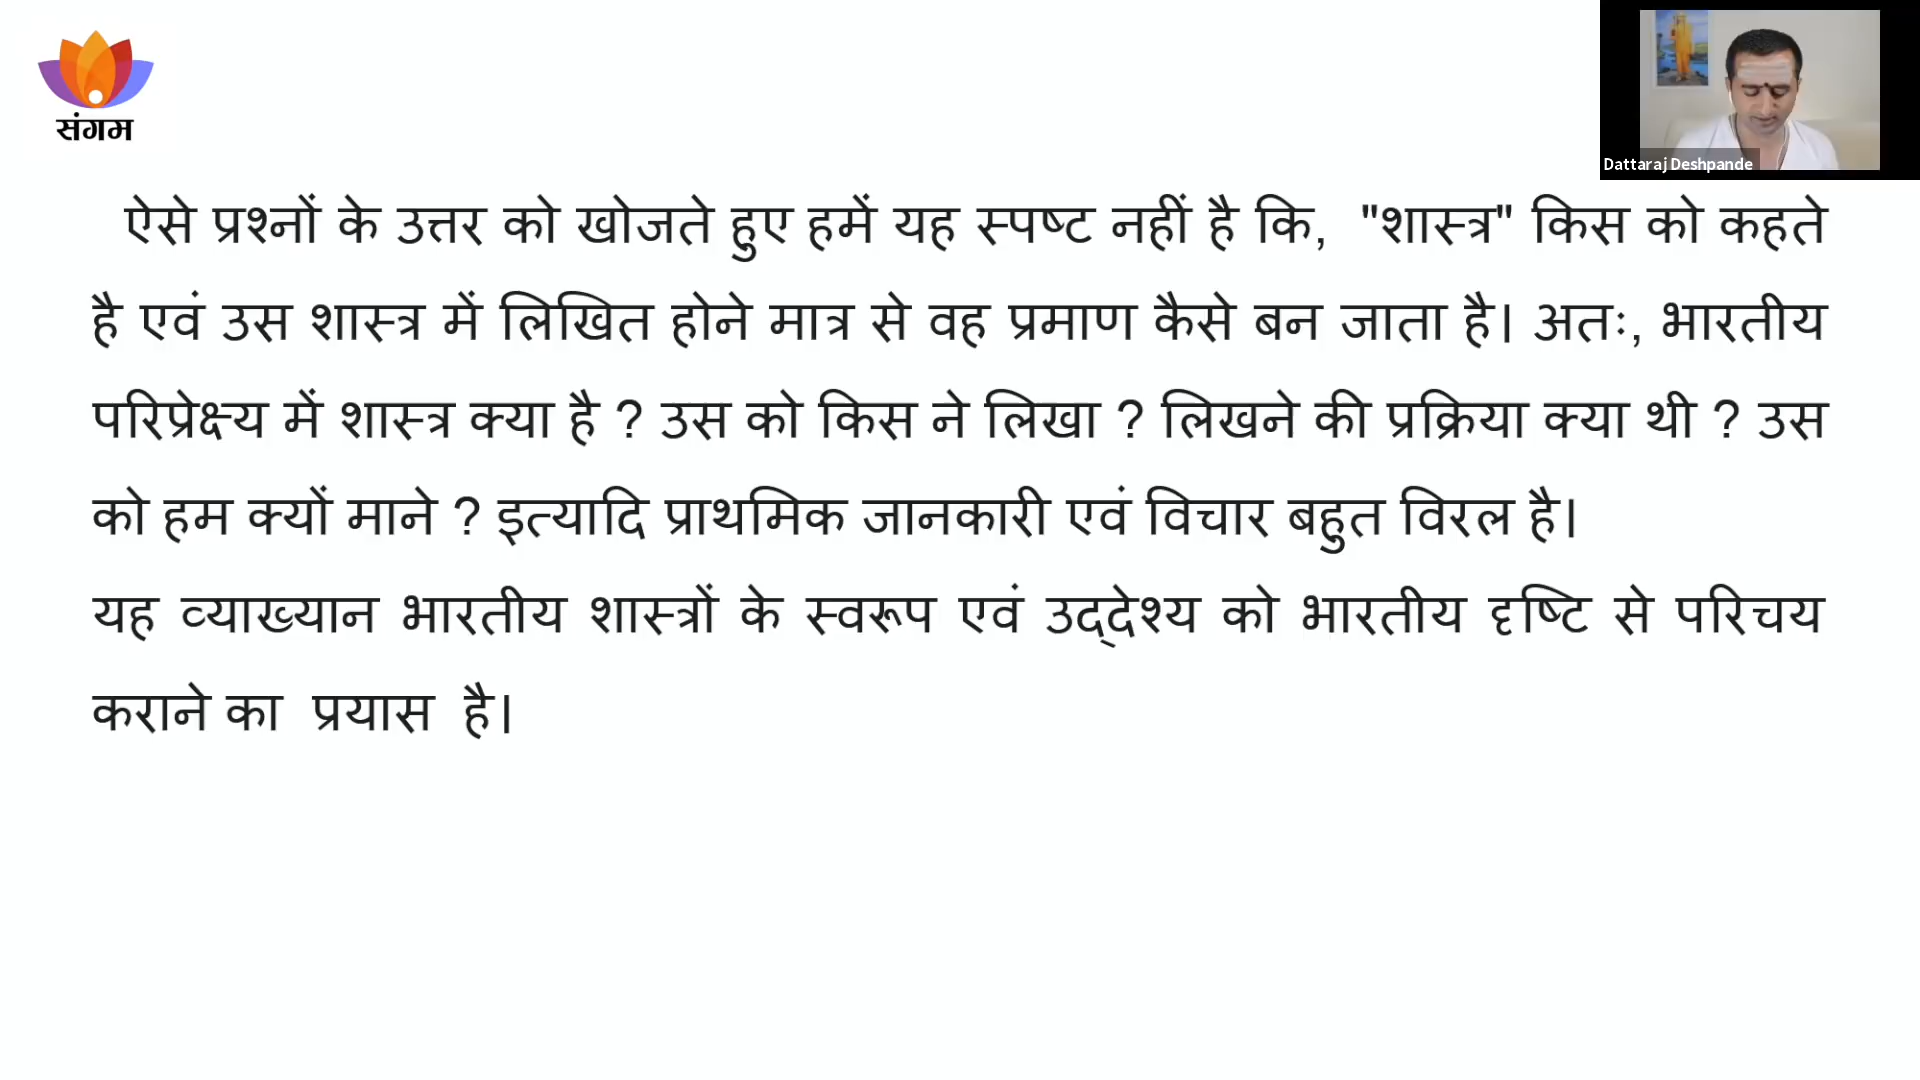 संगम
Dattaraj Deshpande
ऐसे प्रश्नों के उत्तर को खोजते हुए हमें यह स्पष्ट नहीं है कि, "शास्त्र" किस को कहते
है एवं उस शास्त्र में लिखित होने मात्र से वह प्रमाण कैसे बन जाता है। अतः, भारतीय
परिप्रेक्ष्य में शास्त्र क्या है ? उस को किस ने लिखा ? लिखने की प्रक्रिया क्या थी ? उस
को हम क्यों माने ? इत्यादि प्राथमिक जानकारी एवं विचार बहुत विरल है।
यह व्याख्यान भारतीय शास्त्रों के स्वरूप एवं उद्देश्य को भारतीय दृष्टि से परिचय
कराने का प्रयास है।